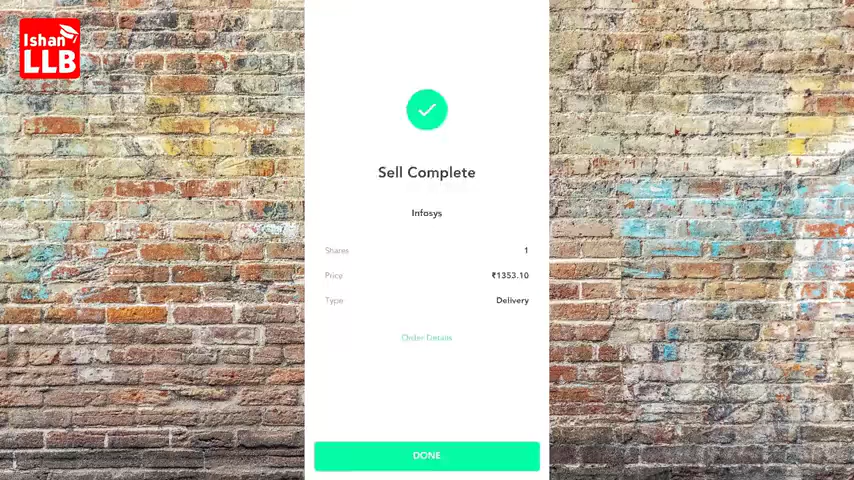 Ishan
LLB
Sell Complete
Infosys
Shares 1
Price ₹1353.10
Type Delivery
Order Details
DONE